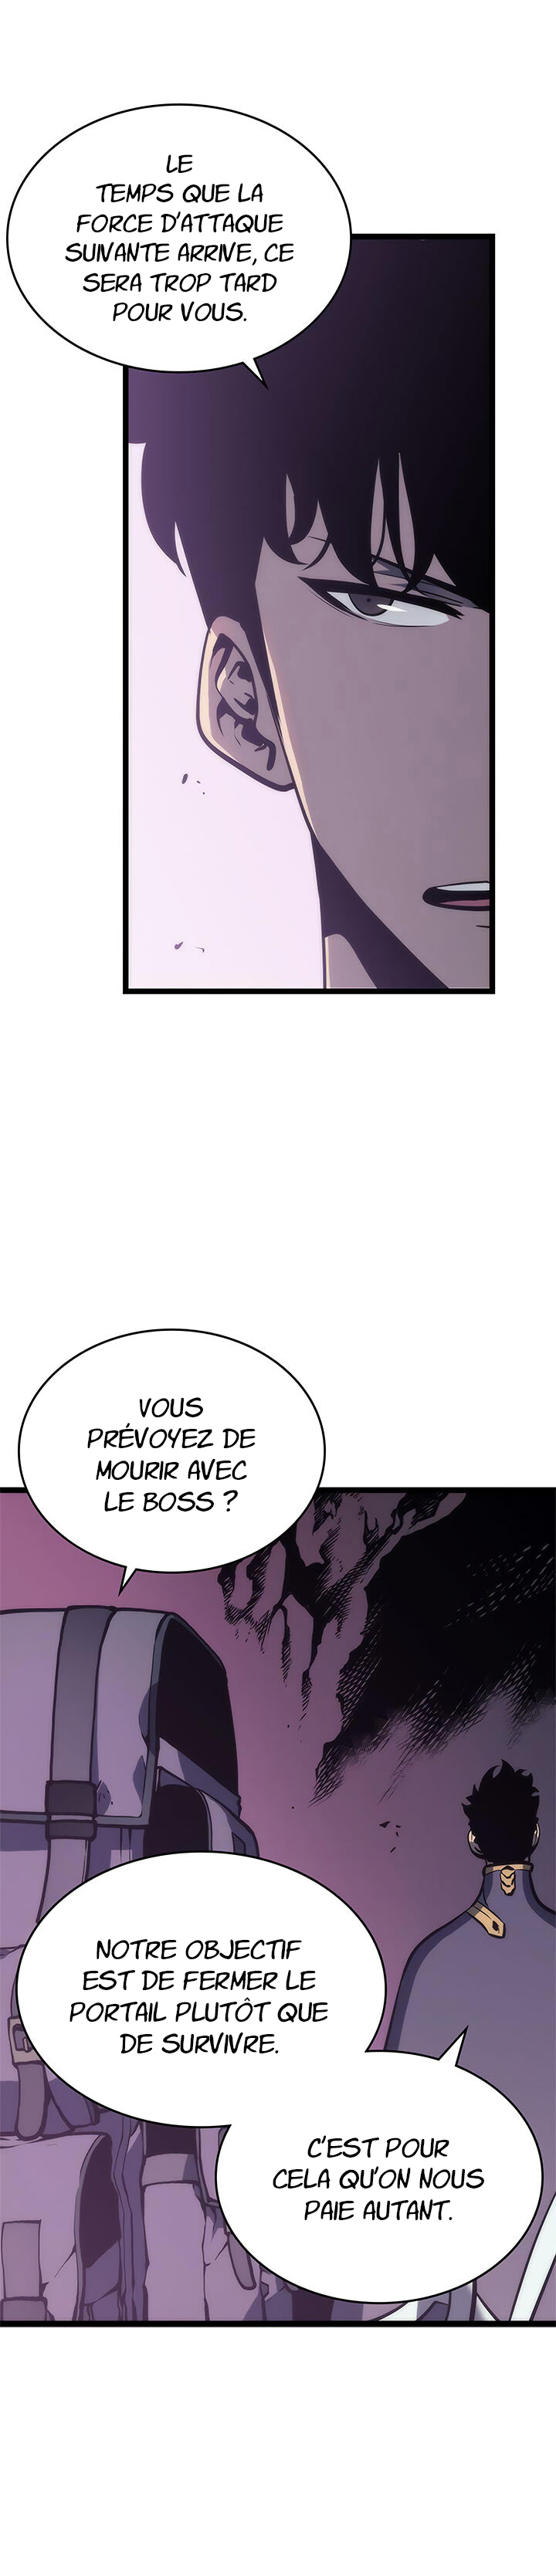 LE
TEMPS QUE LA
FORCE D'ATTAQUE
SUIVANTE ARRIVE, CE
SERA TROP TARD
POUR VOUS.
VOUS
PRÉVOYEZ DE
MOURIR AVEC
LE BOSS ?
NOTRE OBJECTIF
EST DE FERMER LE
PORTAIL PLUTÔT QUE
DE SURVIVRE.
C'EST POUR
CELA QU'ON NOUS
PAIE AUTANT.